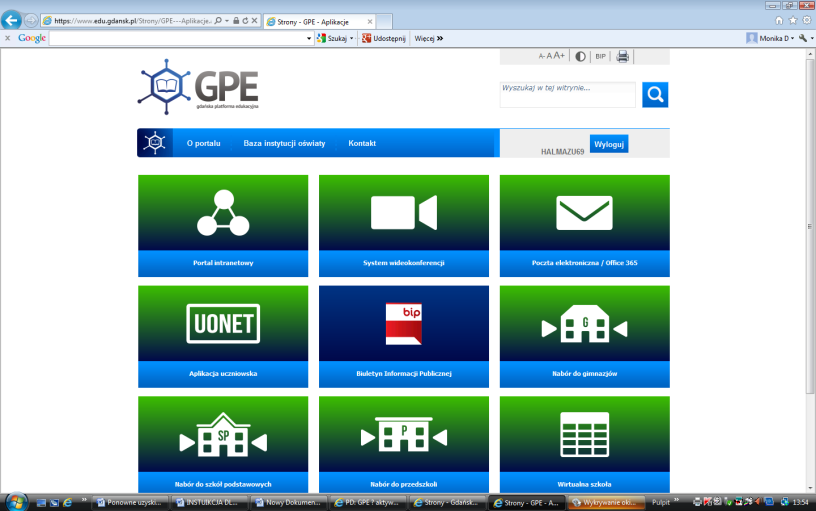 https://www.edu.gdansk.pl/Strony/GPE---Aplikacje..
Strony - GPE - Aplikacje
x Google
Szukaj
Udostępnij
Więcej »
Monika D
A- A A+ | BIP |
GPE
gdańska platforma edukacyjna
Wyszukaj w tej witrynie...
O portalu
Baza instytucji oświaty
Kontakt
HALMAZU69
Wyloguj
Portal intranetowy
System wideokonferencji
Poczta elektroniczna / Office 365
UONET
bip
G
Aplikacja uczniowska
Biuletyn Informacji Publicznej
Nabór do gimnazjów
SP
P
Nabór do szkół podstawowych
Nabór do przedszkoli
Wirtualna szkoła
Ponowne uzyski...
INSTUIKCJA DL...
Nowy Dokumen...
PD: GPE ? aktyw...
Strony - Gdańsk...
Strony - GPE - A...
Wykrywanie oki...
Pulpit
13:54